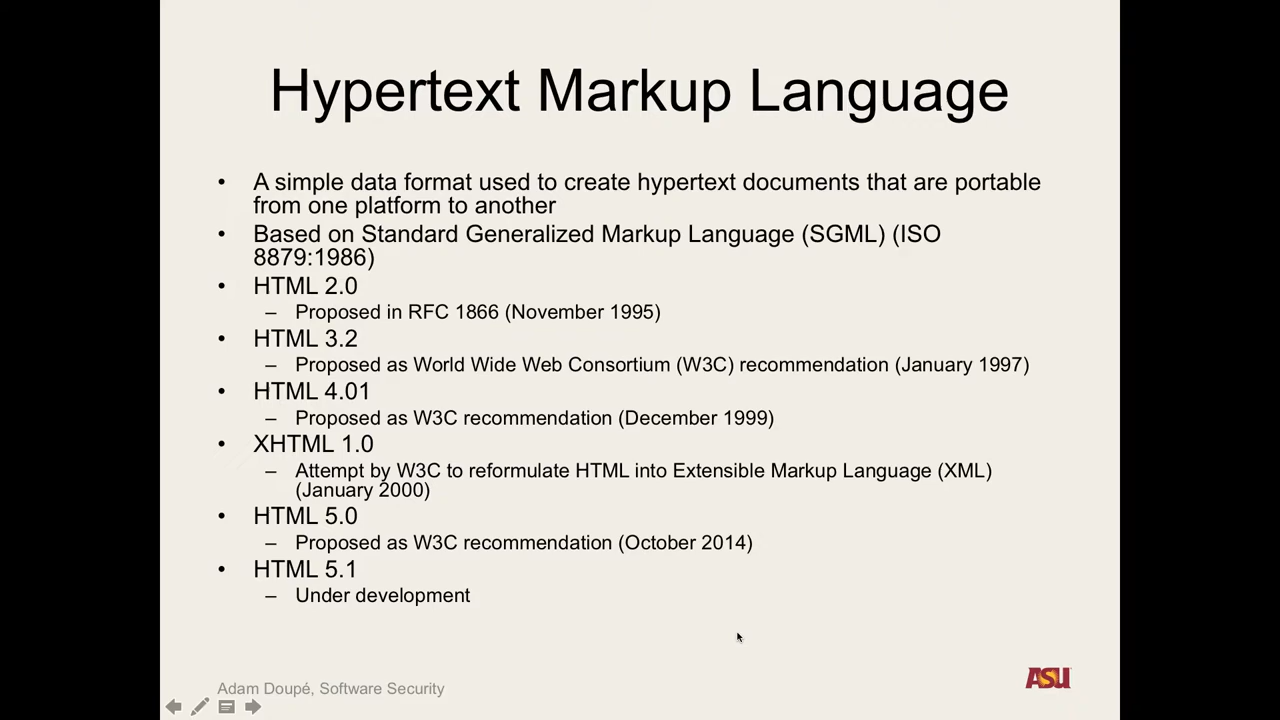 Hypertext Markup Language
• A simple data format used to create hypertext documents that are portable
from one platform to another
• Based on Standard Generalized Markup Language (SGML) (ISO
8879:1986)
• HTML 2.0
– Proposed in RFC 1866 (November 1995)
• HTML 3.2
– Proposed as World Wide Web Consortium (W3C) recommendation (January 1997)
• HTML 4.01
– Proposed as W3C recommendation (December 1999)
• XHTML 1.0
– Attempt by W3C to reformulate HTML into Extensible Markup Language (XML)
(January 2000)
• HTML 5.0
– Proposed as W3C recommendation (October 2014)
• HTML 5.1
– Under development
Adam Doupé, Software Security
ASU